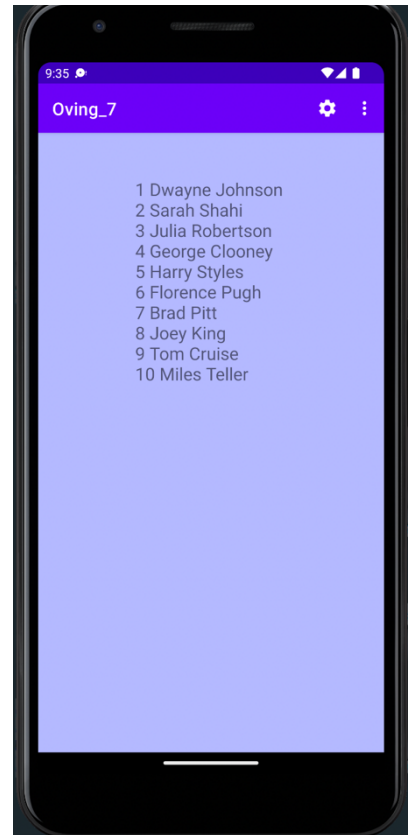 9:35
Oving_7
1 Dwayne Johnson
2 Sarah Shahi
3 Julia Robertson
4 George Clooney
5 Harry Styles
6 Florence Pugh
7 Brad Pitt
8 Joey King
9 Tom Cruise
10 Miles Teller